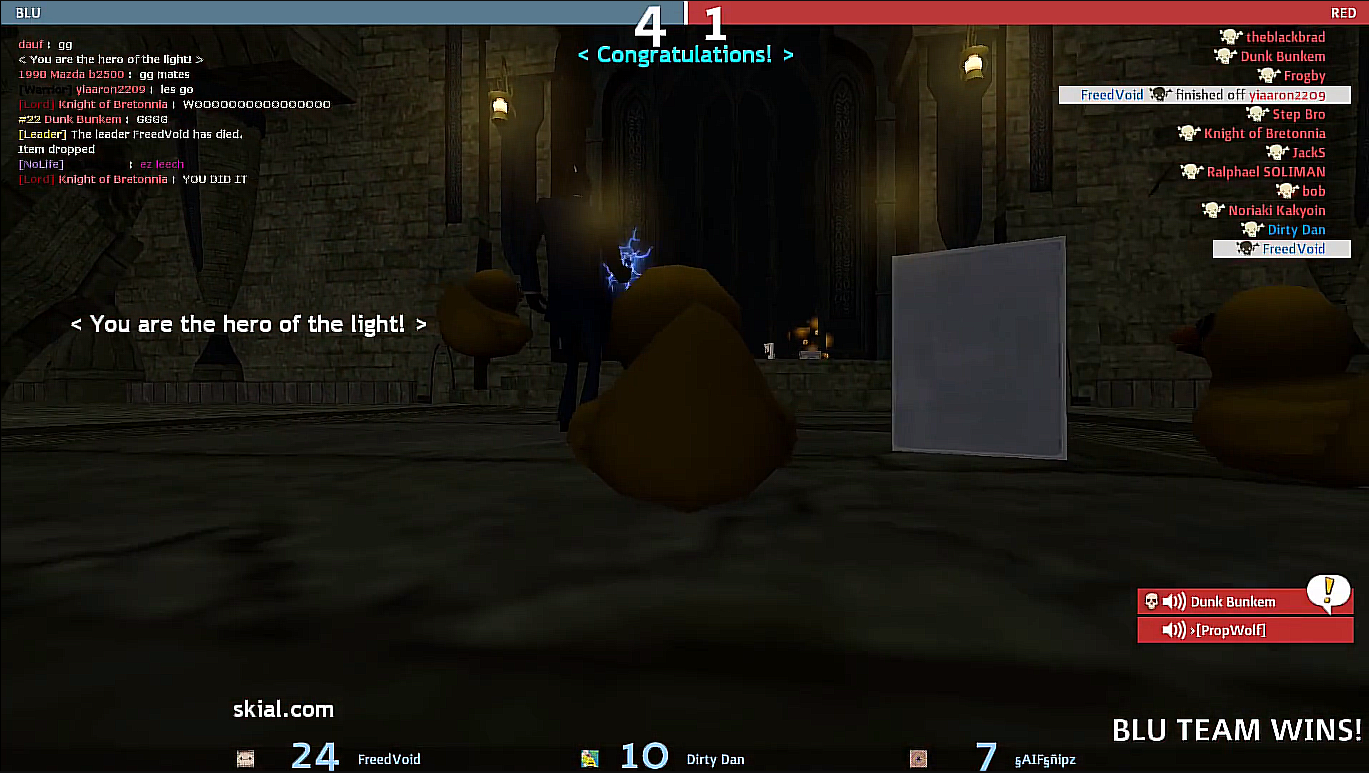 BLU
4
1
RED
< Congratulations! >
dauf : gg
< You are the hero of the light! >
1990 Mazda b2500 : gg mates
[Warrior] yiaaron2209 : les go
[Lord] Knight of Bretonnia : WOOOOOOOOOOOOOOOOO
#22 Dunk Bunkem : GGGG
[Leader] The leader FreedVoid has died.
Item dropped
[NoLife] : ez leech
[Lord] Knight of Bretonnia : YOU DID IT
theblackbrad
Dunk Bunkem
Frogby
FreedVoid finished off yiaaron2209
Step Bro
Knight of Bretonnia
JackS
Ralphael SOLIMAN
bob
Noriaki Kakyoin
Dirty Dan
FreedVoid
< You are the hero of the light! >
Dunk Bunkem
>[PropWolf]
skial.com
BLU TEAM WINS!
24 FreedVoid
10 Dirty Dan
7 §AIF§ñipz